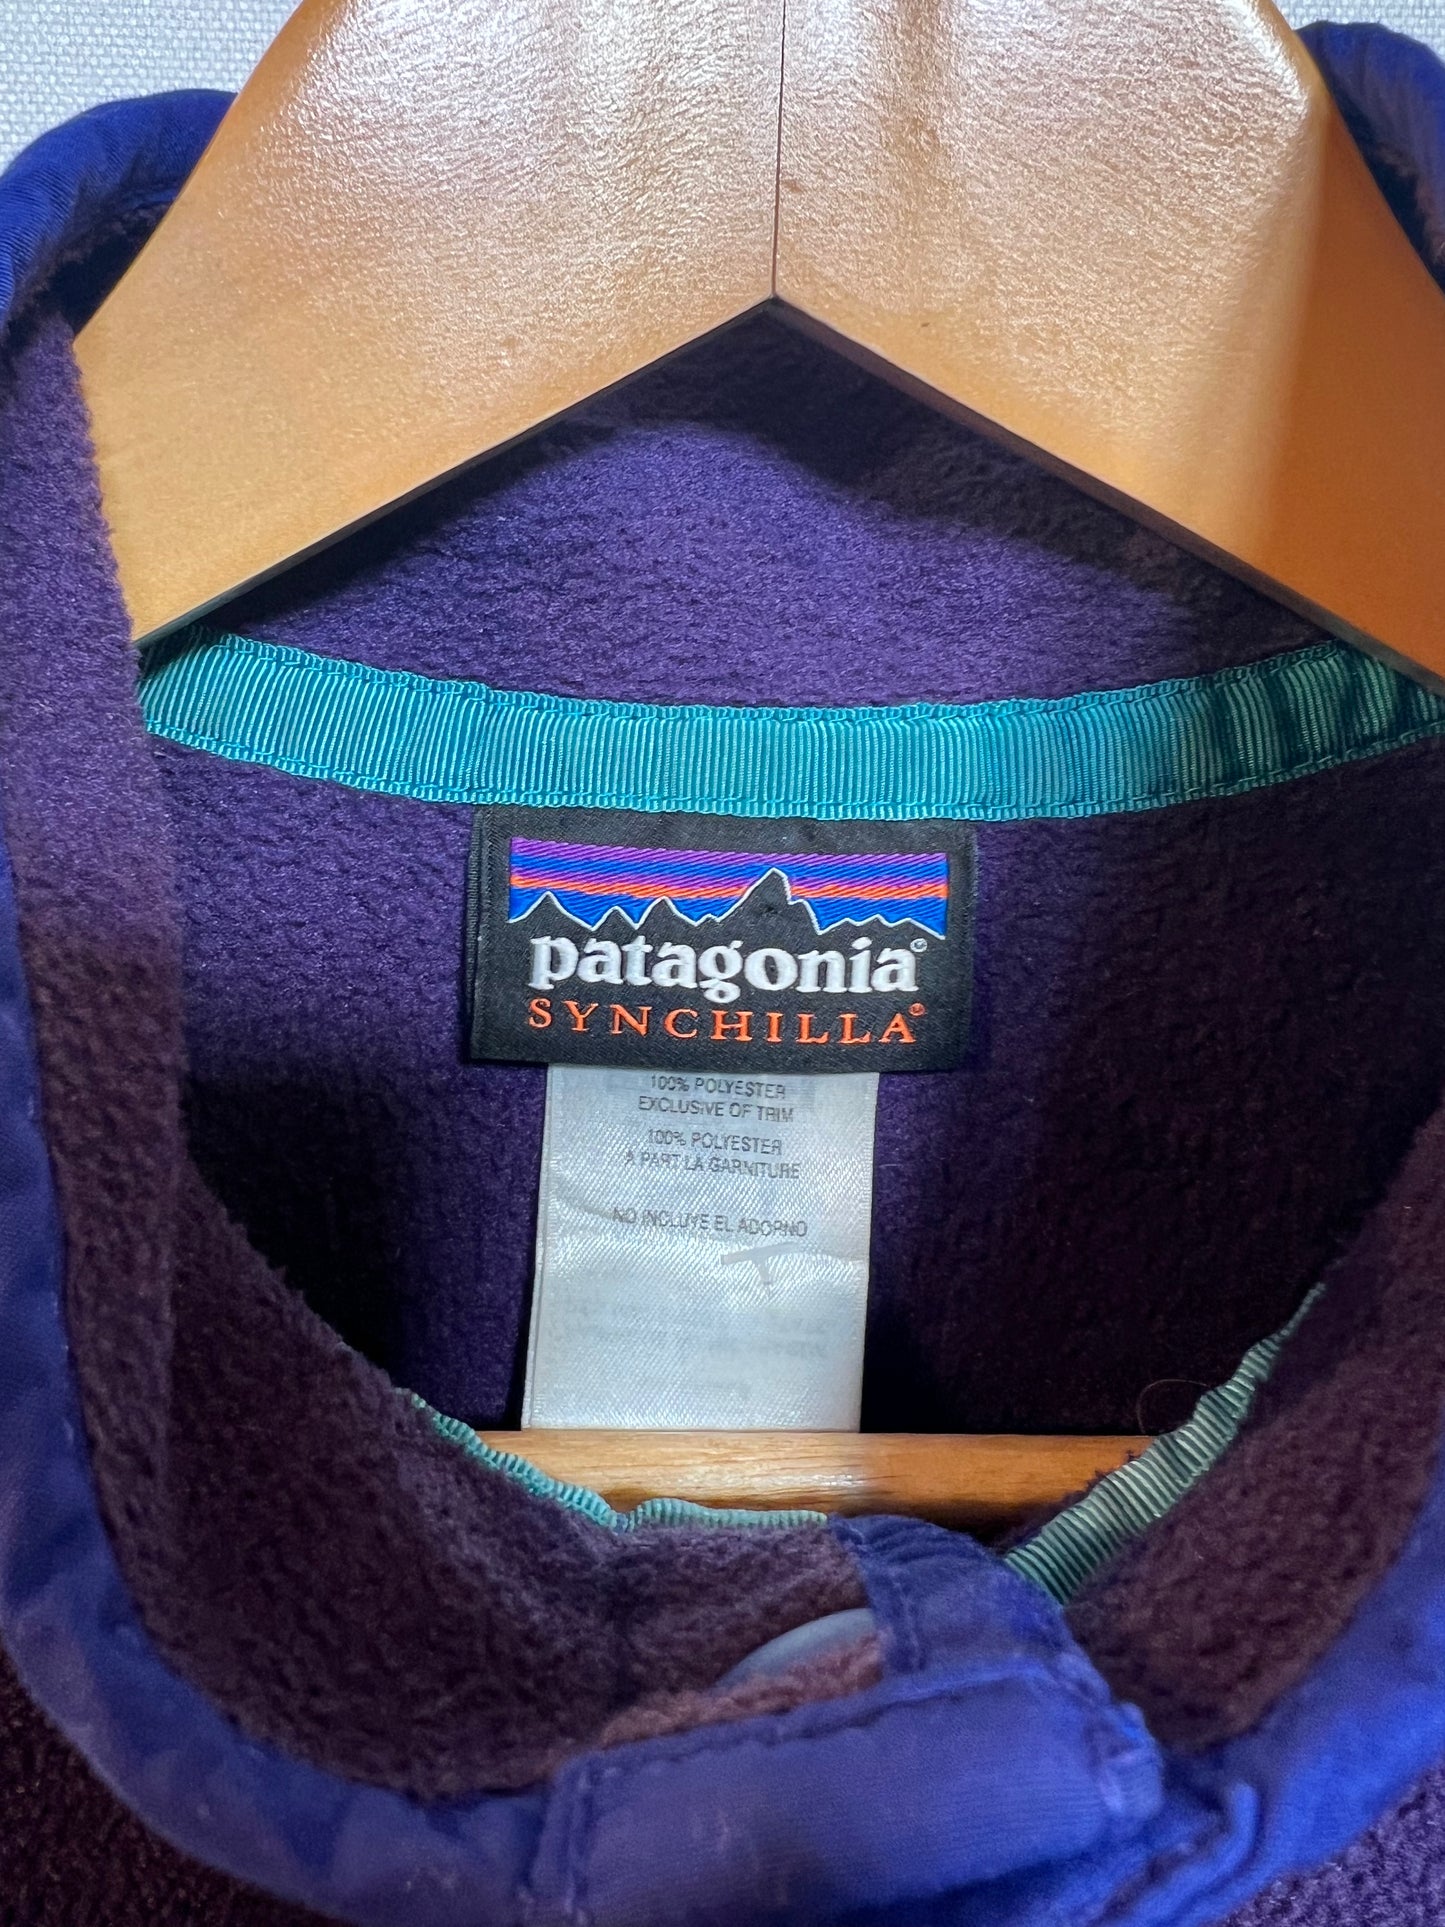 patagonia®
SYNCHILLA®
100% POLYESTER
EXCLUSIVE OF TRIM
100% POLYESTER
A PART LA GARNITURE
NO INCLUYE EL ADORNO